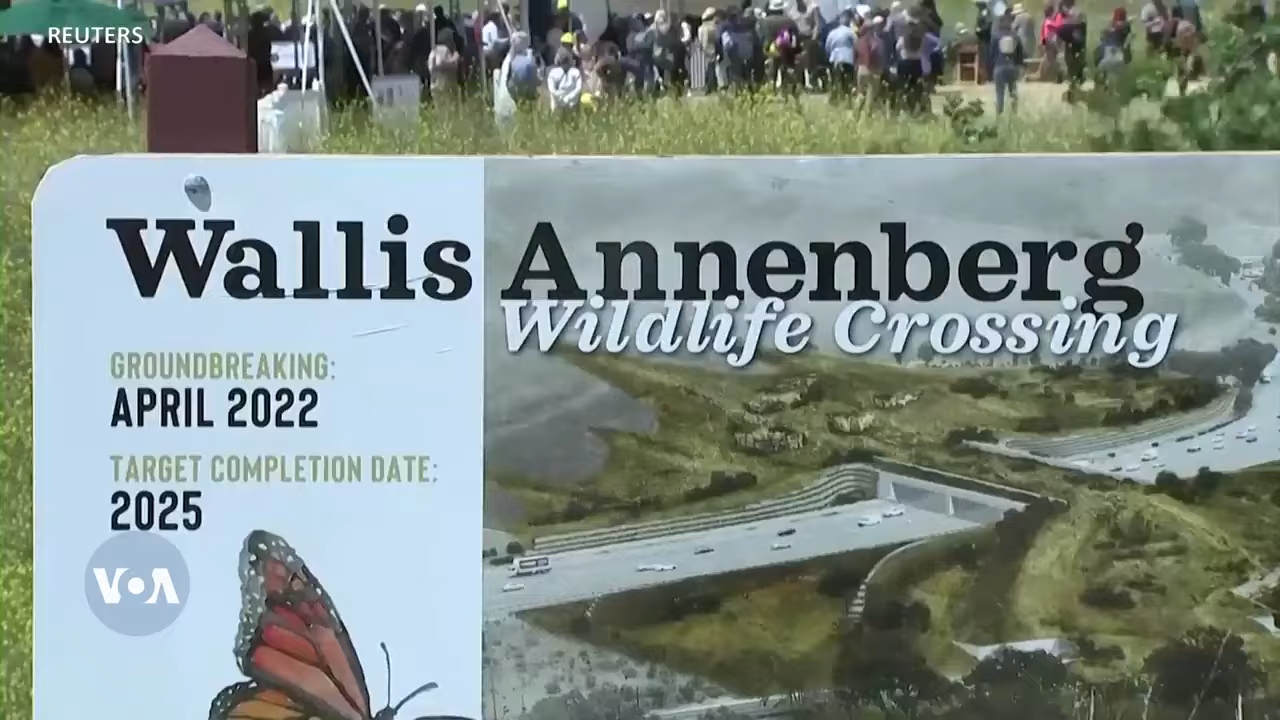 REUTERS
Wallis Annenberg
Wildlife Crossing
GROUNDBREAKING:
APRIL 2022
TARGET COMPLETION DATE:
2025
VOA